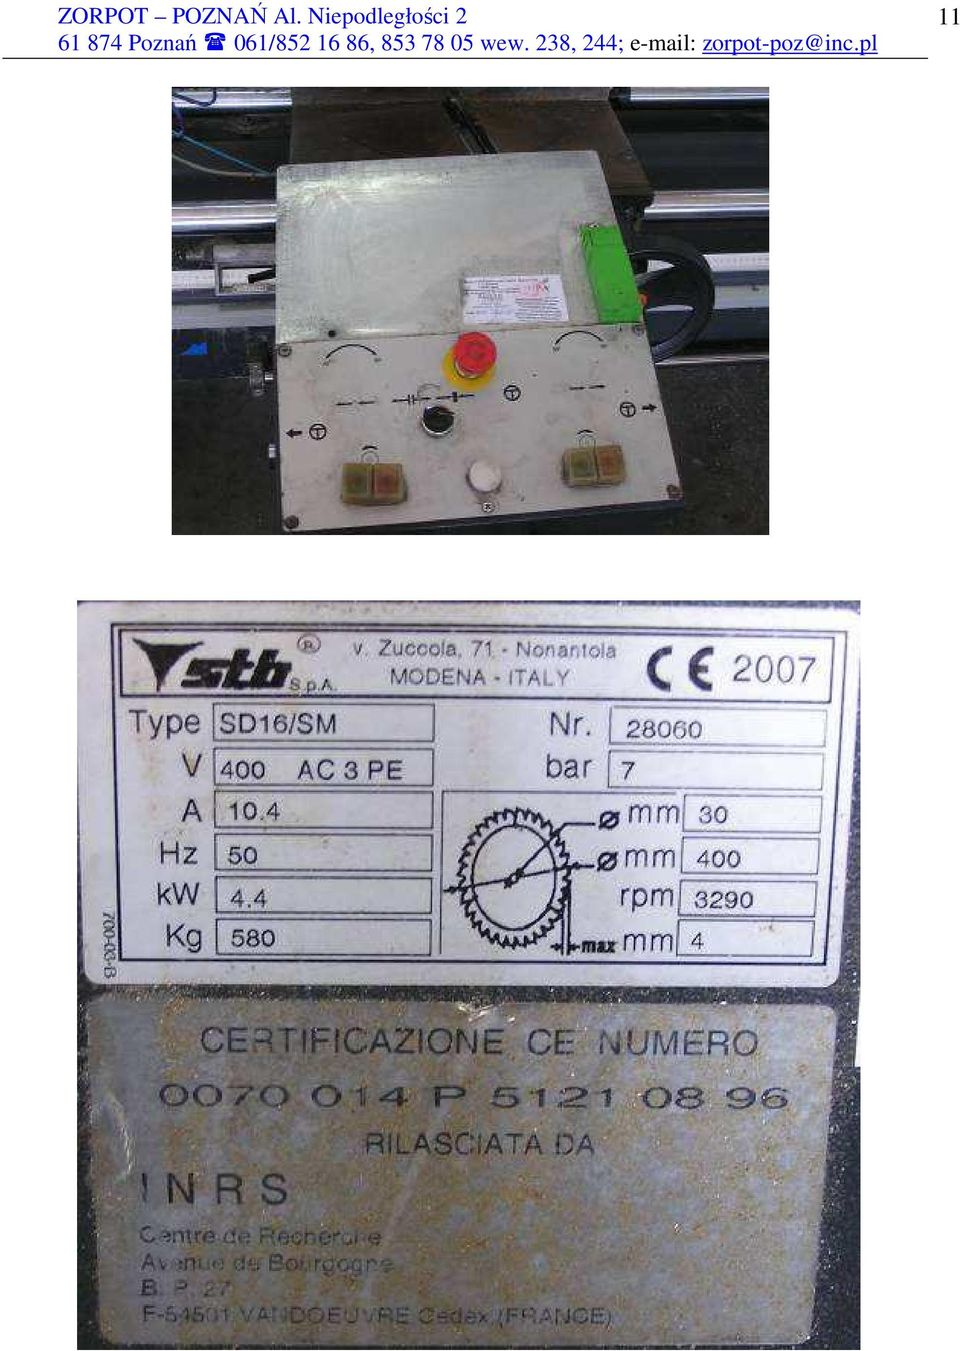 ZORPOT – POZNAŃ Al. Niepodległości 2
61 874 Poznań ☎ 061/852 16 86, 853 78 05 wew. 238, 244; e-mail: zorpot-poz@inc.pl
11
stb ® S.p.A.
v. Zuccola, 71 - Nonantola
MODENA - ITALY
CE 2007
Type SD16/SM
Nr. 28060
V 400 AC 3 PE
bar 7
A 10.4
ø mm 30
Hz 50
ø mm 400
kW 4.4
rpm 3290
Kg 580
max mm 4
700-03-B
CERTIFICAZIONE CE NUMERO
0070 014 P 5121 08 96
RILASCIATA DA
INRS
Centre de Recherche
Avenue de Bourgogne
B. P. 27
F-54501 VANDOEUVRE Cedex (FRANCE)